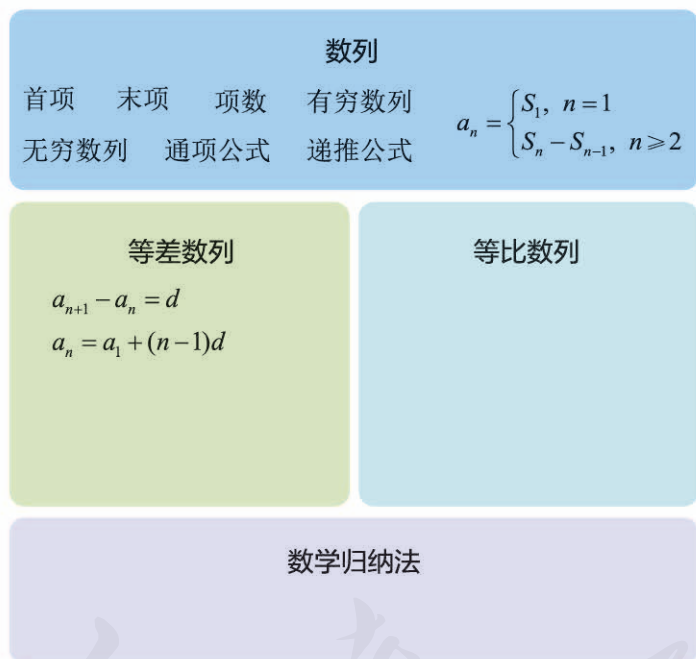 数列
首项 末项 项数 有穷数列
无穷数列 通项公式 递推公式
aₙ = { S₁, n = 1
Sₙ − Sₙ₋₁, n ⩾ 2
等差数列
aₙ₊₁ − aₙ = d
aₙ = a₁ + (n − 1)d
等比数列
数学归纳法